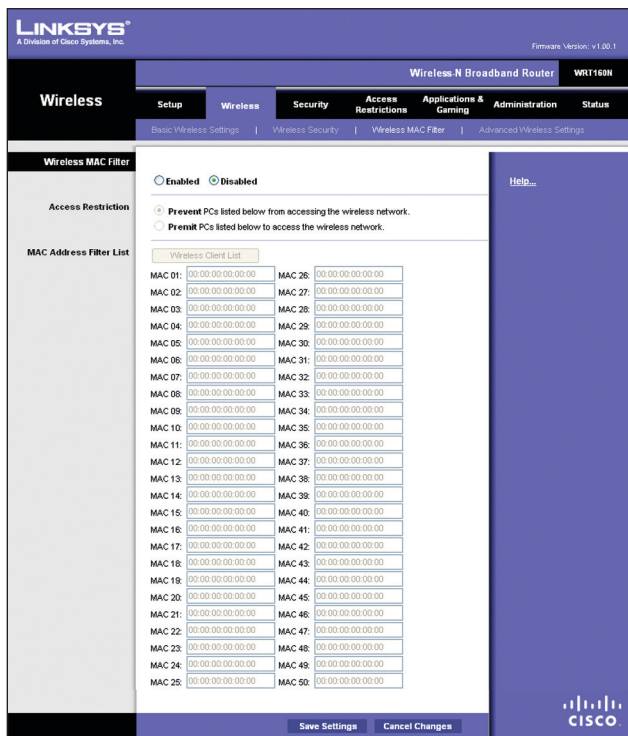 LINKSYS®
A Division of Cisco Systems, Inc.
Firmware Version: v1.00.1
Wireless-N Broadband Router WRT160N
Wireless
Setup Wireless Security Access Restrictions Applications & Gaming Administration Status
Basic Wireless Settings | Wireless Security | Wireless MAC Filter | Advanced Wireless Settings
Wireless MAC Filter
Enabled Disabled
Help...
Access Restriction
Prevent PCs listed below from accessing the wireless network.
Premit PCs listed below to access the wireless network.
MAC Address Filter List
Wireless Client List
MAC 01: 00:00:00:00:00:00 MAC 26: 00:00:00:00:00:00
MAC 02: 00:00:00:00:00:00 MAC 27: 00:00:00:00:00:00
MAC 03: 00:00:00:00:00:00 MAC 28: 00:00:00:00:00:00
MAC 04: 00:00:00:00:00:00 MAC 29: 00:00:00:00:00:00
MAC 05: 00:00:00:00:00:00 MAC 30: 00:00:00:00:00:00
MAC 06: 00:00:00:00:00:00 MAC 31: 00:00:00:00:00:00
MAC 07: 00:00:00:00:00:00 MAC 32: 00:00:00:00:00:00
MAC 08: 00:00:00:00:00:00 MAC 33: 00:00:00:00:00:00
MAC 09: 00:00:00:00:00:00 MAC 34: 00:00:00:00:00:00
MAC 10: 00:00:00:00:00:00 MAC 35: 00:00:00:00:00:00
MAC 11: 00:00:00:00:00:00 MAC 36: 00:00:00:00:00:00
MAC 12: 00:00:00:00:00:00 MAC 37: 00:00:00:00:00:00
MAC 13: 00:00:00:00:00:00 MAC 38: 00:00:00:00:00:00
MAC 14: 00:00:00:00:00:00 MAC 39: 00:00:00:00:00:00
MAC 15: 00:00:00:00:00:00 MAC 40: 00:00:00:00:00:00
MAC 16: 00:00:00:00:00:00 MAC 41: 00:00:00:00:00:00
MAC 17: 00:00:00:00:00:00 MAC 42: 00:00:00:00:00:00
MAC 18: 00:00:00:00:00:00 MAC 43: 00:00:00:00:00:00
MAC 19: 00:00:00:00:00:00 MAC 44: 00:00:00:00:00:00
MAC 20: 00:00:00:00:00:00 MAC 45: 00:00:00:00:00:00
MAC 21: 00:00:00:00:00:00 MAC 46: 00:00:00:00:00:00
MAC 22: 00:00:00:00:00:00 MAC 47: 00:00:00:00:00:00
MAC 23: 00:00:00:00:00:00 MAC 48: 00:00:00:00:00:00
MAC 24: 00:00:00:00:00:00 MAC 49: 00:00:00:00:00:00
MAC 25: 00:00:00:00:00:00 MAC 50: 00:00:00:00:00:00
Save Settings Cancel Changes
CISCO.